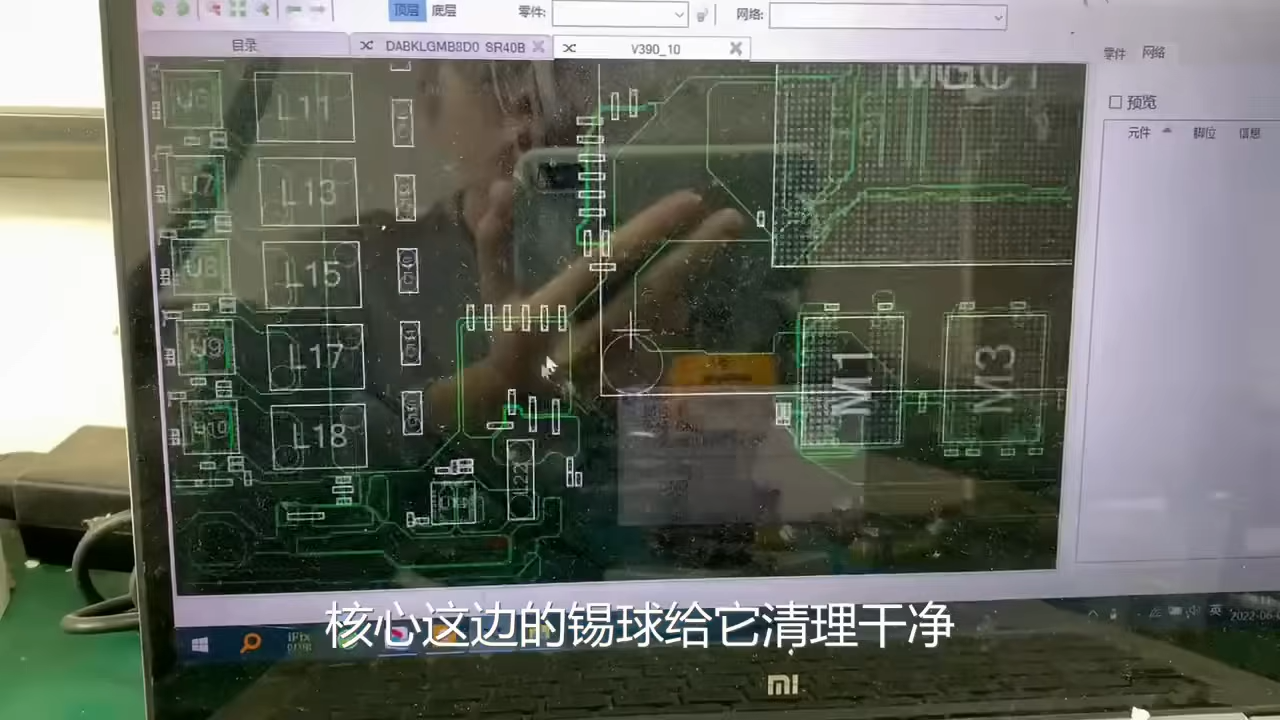 顶层 底层 零件: 网络:
目录 DABKLGMB8D0 SR40B V390_10
零件 网络
预览
元件 脚位 信息
U6 L11
U7 L13
U8 L15
U9 L17 M1 M3
U10 L18
L22
核心这边的锡球给它清理干净
英
mi